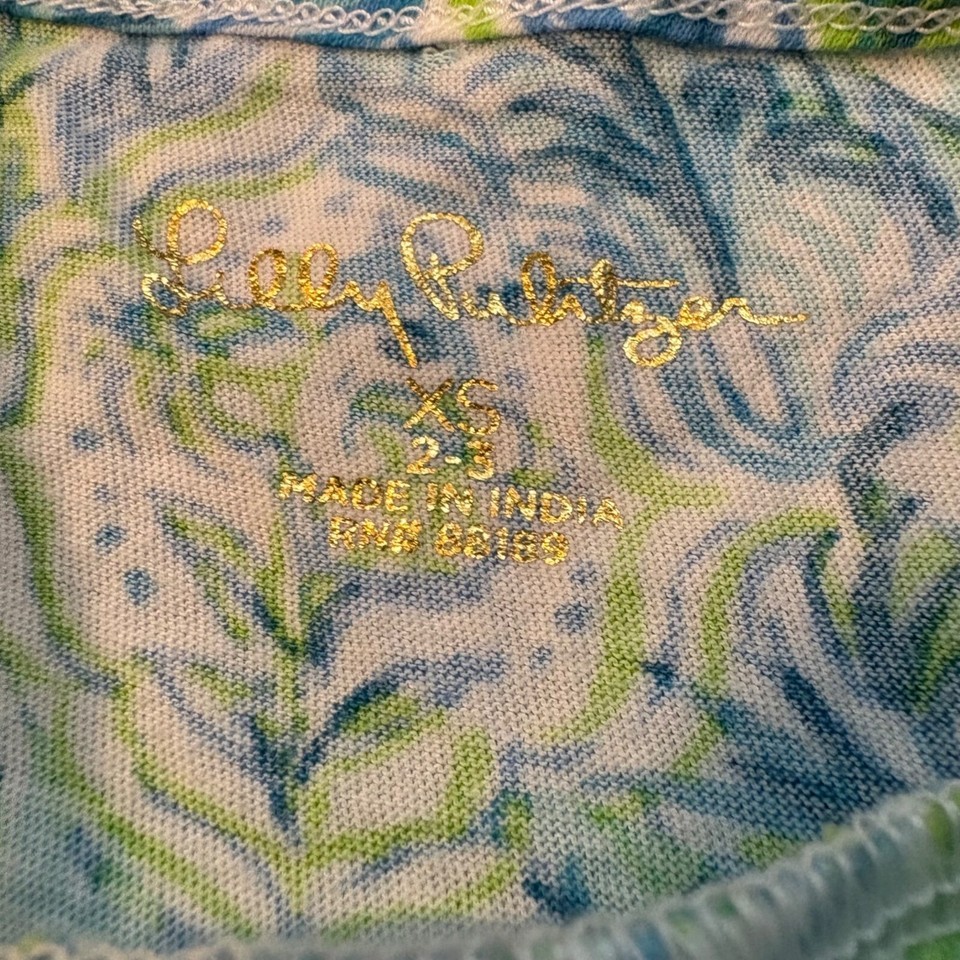 Lilly Pulitzer
XS
2-3
MADE IN INDIA
RN# 88189